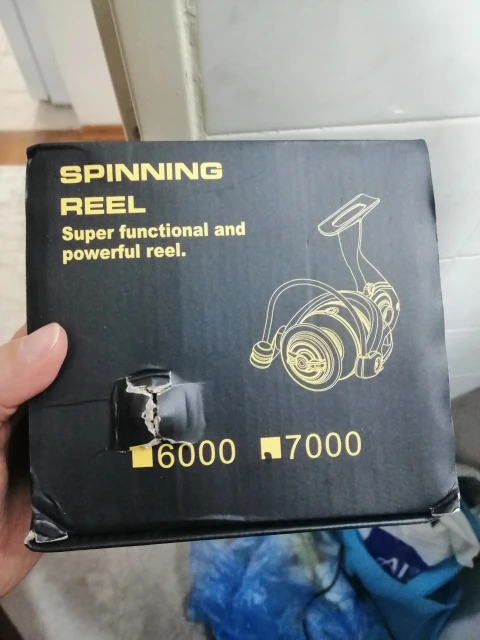 SPINNING
REEL
Super functional and
powerful reel.
6000 7000